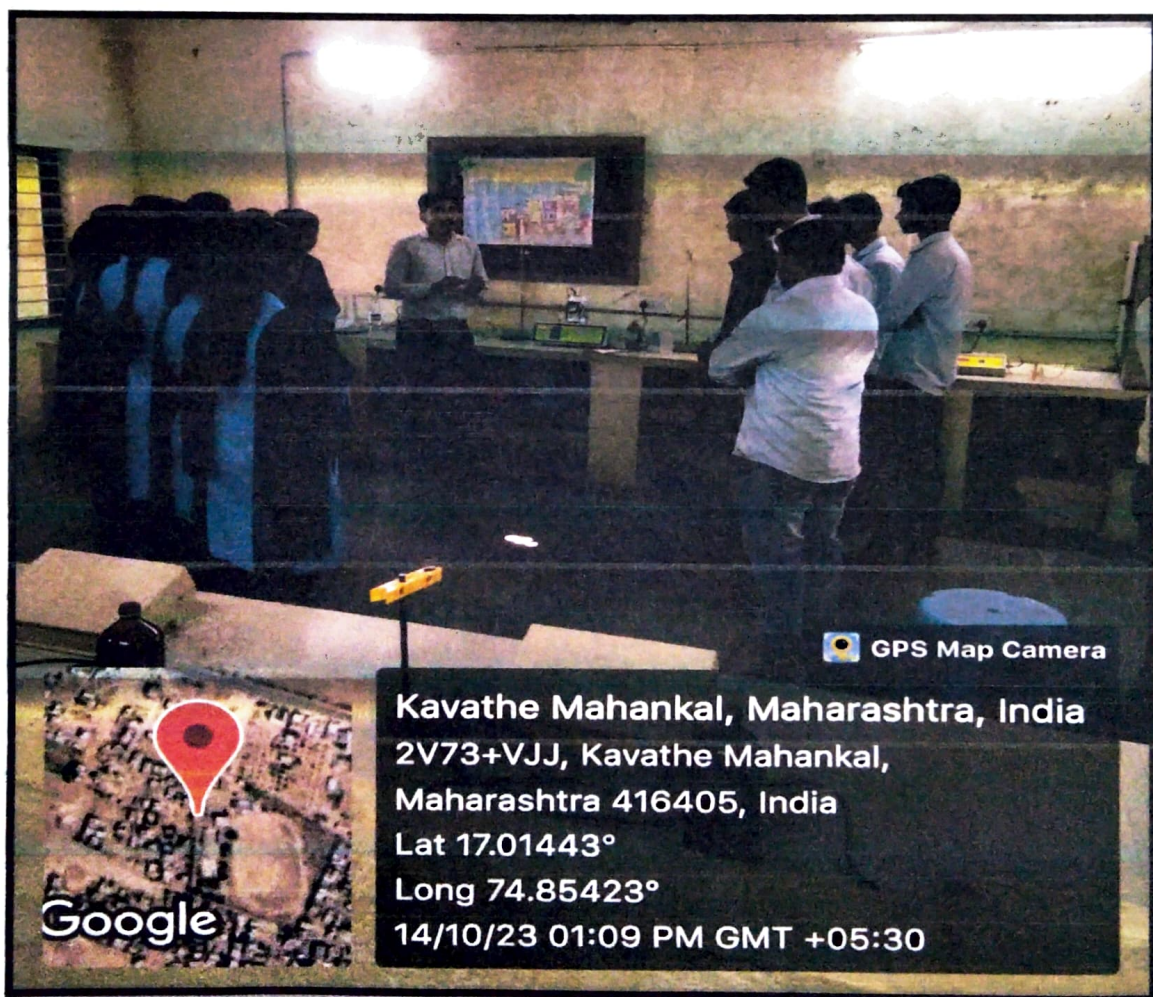 GPS Map Camera
Kavathe Mahankal, Maharashtra, India
2V73+VJJ, Kavathe Mahankal,
Maharashtra 416405, India
Lat 17.01443°
Long 74.85423°
14/10/23 01:09 PM GMT +05:30
Google